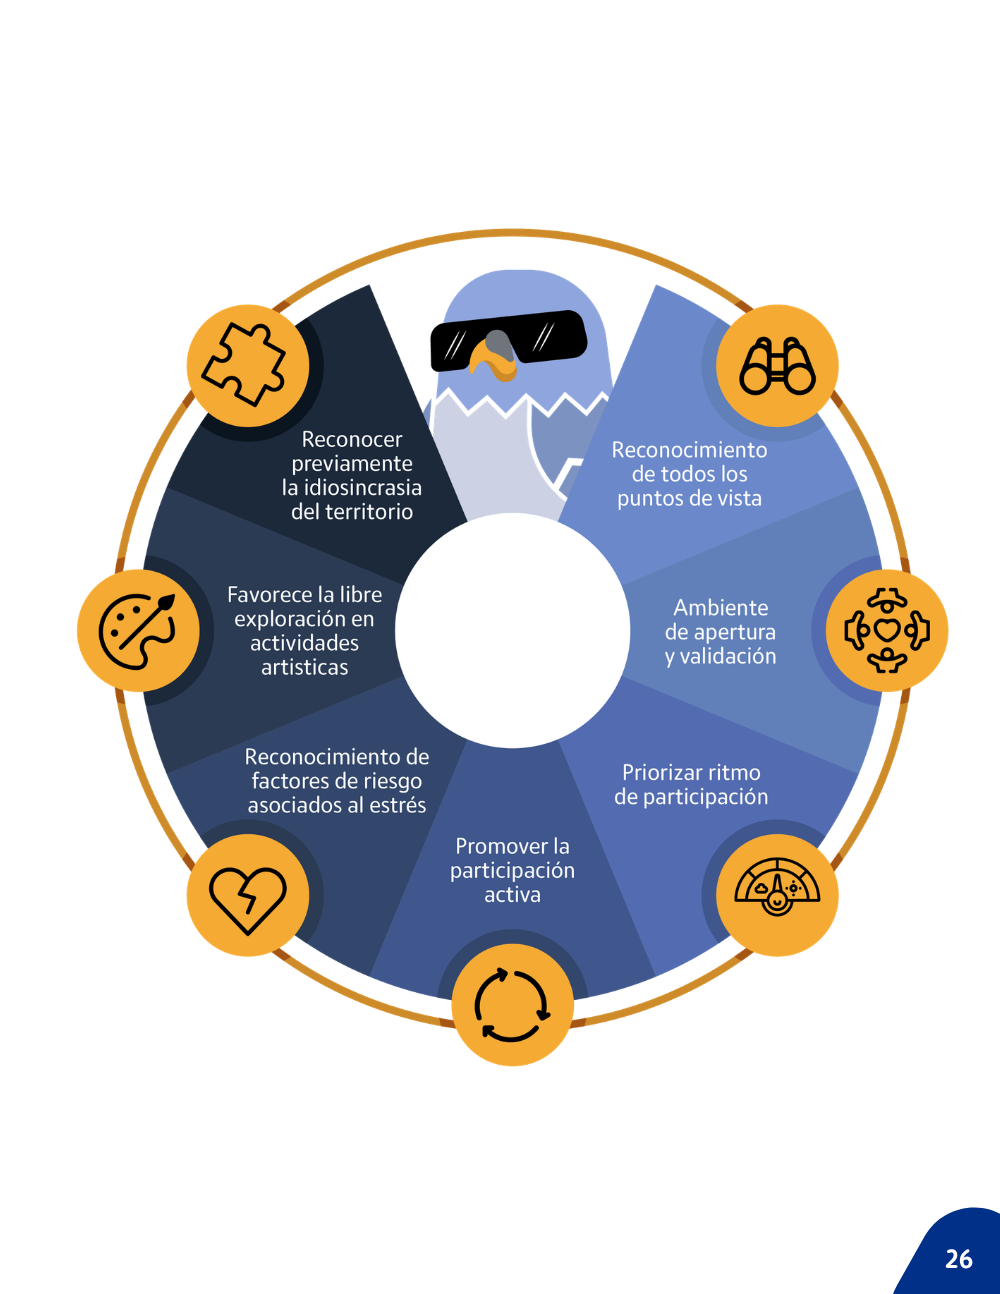 Reconocer
previamente
la idiosincrasia
del territorio
Reconocimiento
de todos los
puntos de vista
Favorece la libre
exploración en
actividades
artisticas
Ambiente
de apertura
y validación
Reconocimiento de
factores de riesgo
asociados al estrés
Priorizar ritmo
de participación
Promover la
participación
activa
26